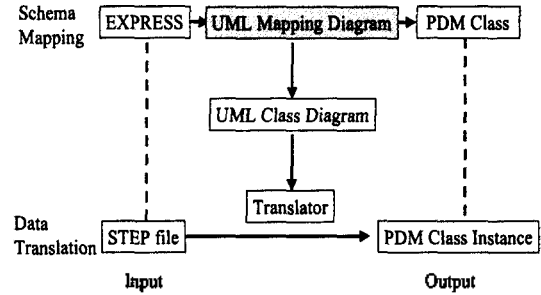 Schema
Mapping
EXPRESS
UML Mapping Diagram
PDM Class
UML Class Diagram
Translator
Data
Translation
STEP file
PDM Class Instance
Input
Output